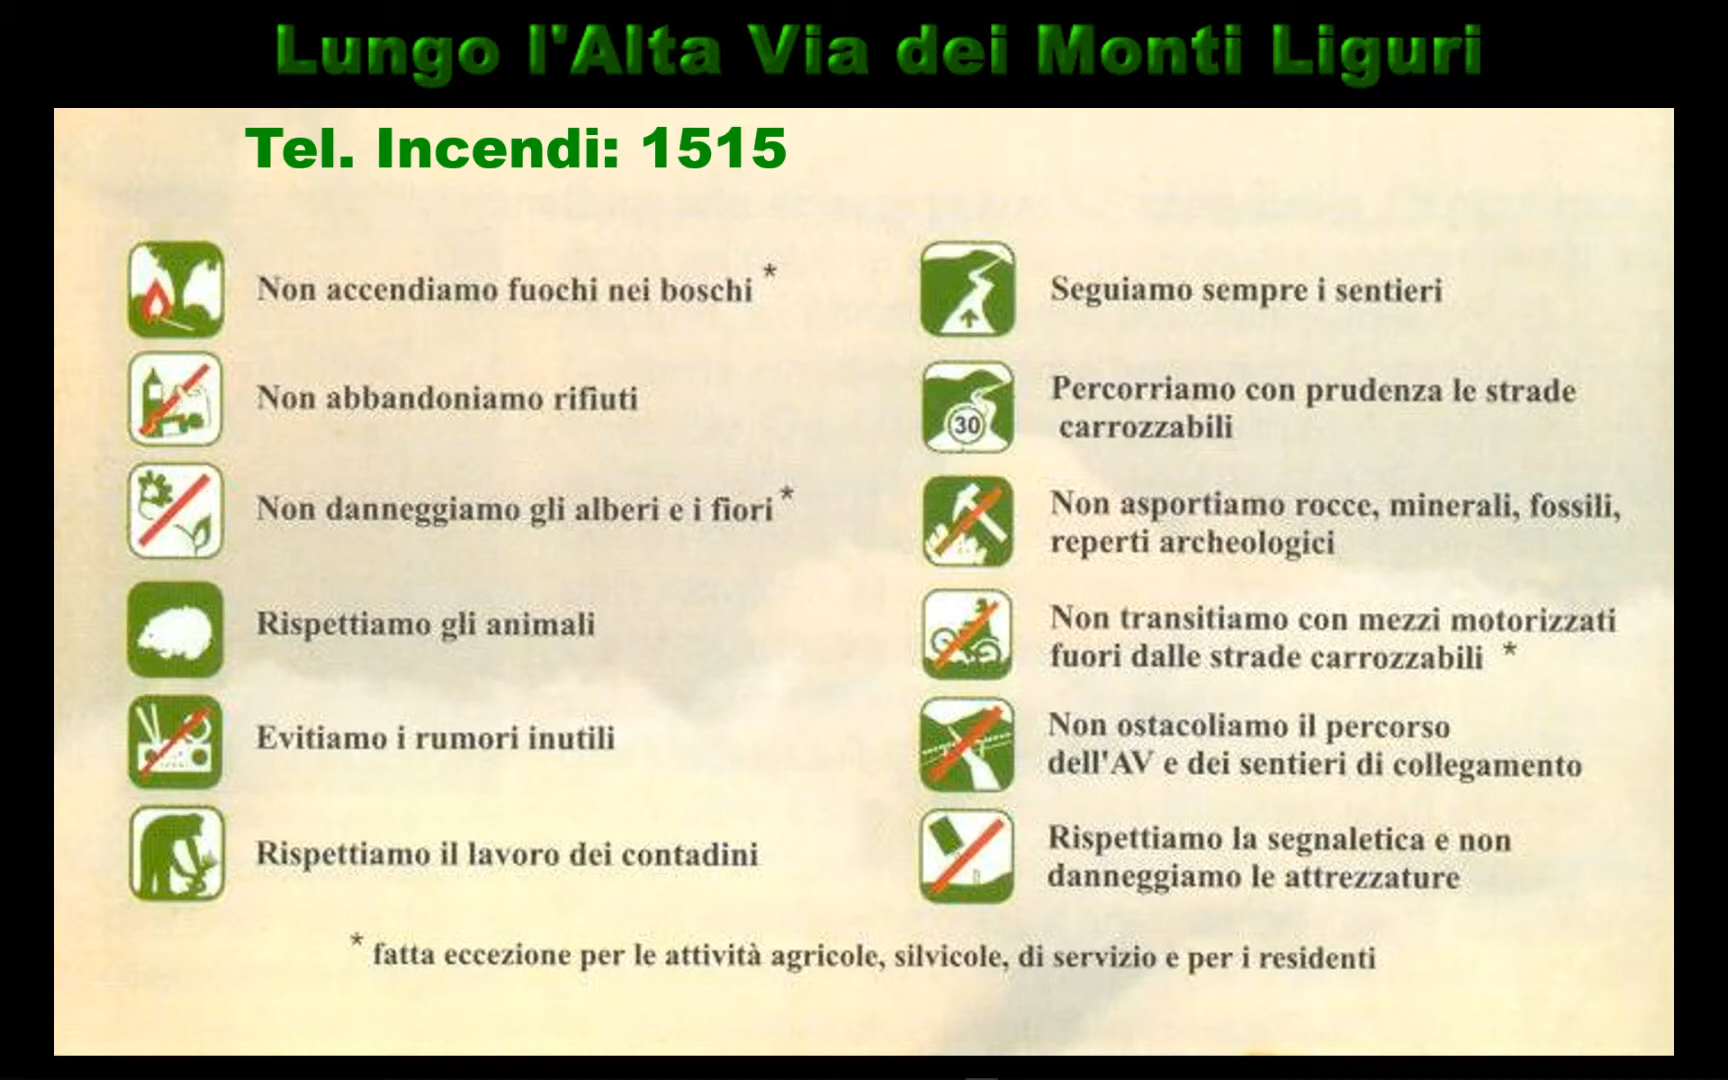 Lungo l'Alta Via dei Monti Liguri
Tel. Incendi: 1515
Non accendiamo fuochi nei boschi *
Non abbandoniamo rifiuti
Non danneggiamo gli alberi e i fiori *
Rispettiamo gli animali
Evitiamo i rumori inutili
Rispettiamo il lavoro dei contadini
Seguiamo sempre i sentieri
30
Percorriamo con prudenza le strade
carrozzabili
Non asportiamo rocce, minerali, fossili,
reperti archeologici
Non transitiamo con mezzi motorizzati
fuori dalle strade carrozzabili *
Non ostacoliamo il percorso
dell'AV e dei sentieri di collegamento
Rispettiamo la segnaletica e non
danneggiamo le attrezzature
* fatta eccezione per le attività agricole, silvicole, di servizio e per i residenti